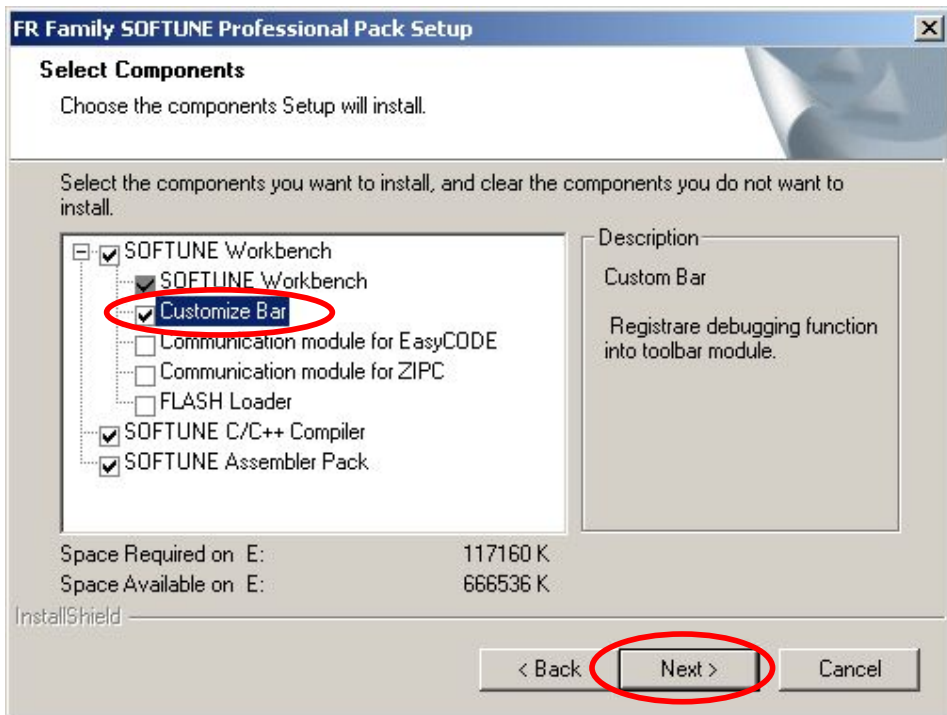 FR Family SOFTUNE Professional Pack Setup
Select Components
Choose the components Setup will install.
Select the components you want to install, and clear the components you do not want to
install.
SOFTUNE Workbench
SOFTUNE Workbench
Customize Bar
Communication module for EasyCODE
Communication module for ZIPC
FLASH Loader
SOFTUNE C/C++ Compiler
SOFTUNE Assembler Pack
Description
Custom Bar
Registrare debugging function
into toolbar module.
Space Required on E: 117160 K
Space Available on E: 666536 K
InstallShield
< Back Next > Cancel